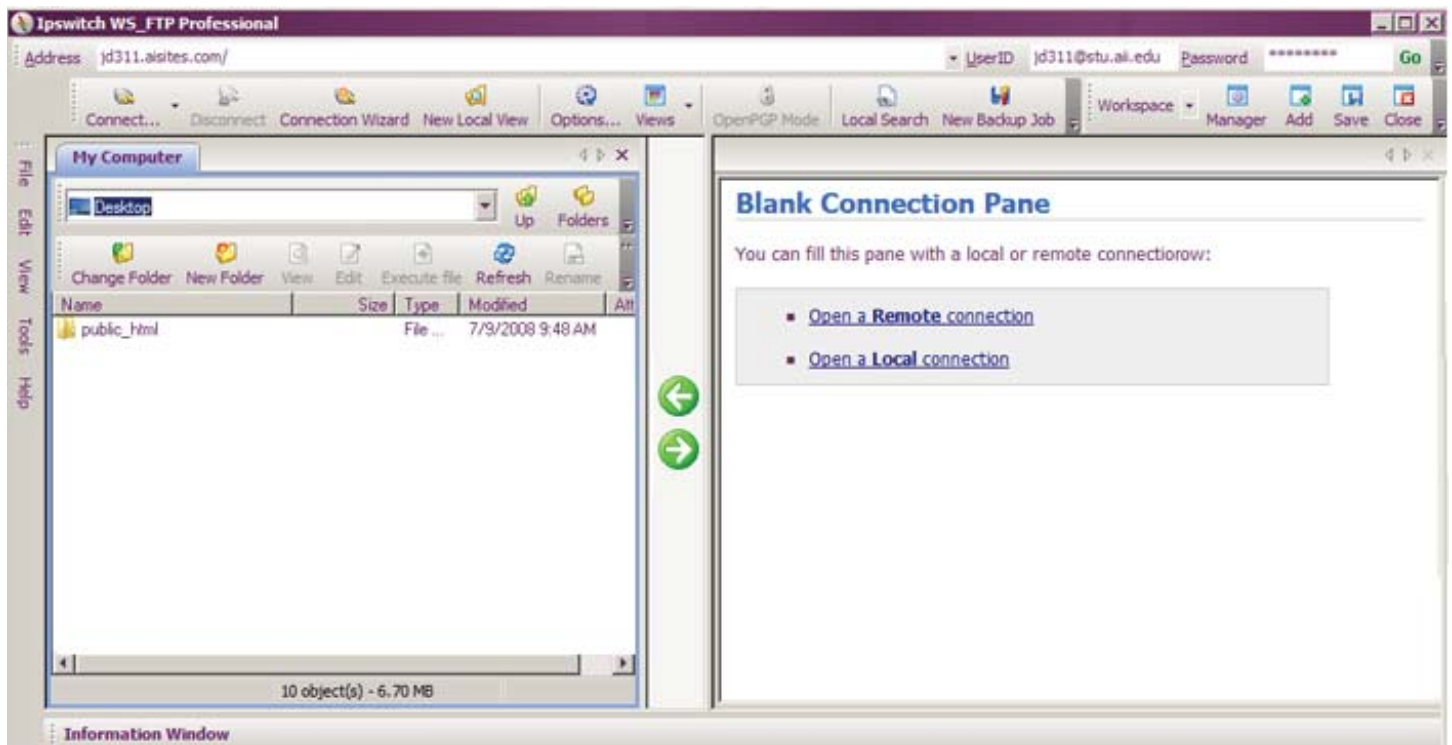 Ipswitch WS_FTP Professional
Address jd311.aisites.com/ UserID jd311@stu.aii.edu Password ******** Go
Connect... Disconnect Connection Wizard New Local View Options... Views OpenPGP Mode Local Search New Backup Job Workspace Manager Add Save Close
File Edit View Tools Help
My Computer
Desktop Up Folders
Change Folder New Folder View Edit Execute file Refresh Rename
Name Size Type Modified Att
public_html File ... 7/9/2008 9:48 AM
10 object(s) - 6.70 MB
Blank Connection Pane
You can fill this pane with a local or remote connectiorow:
Open a Remote connection
Open a Local connection
Information Window